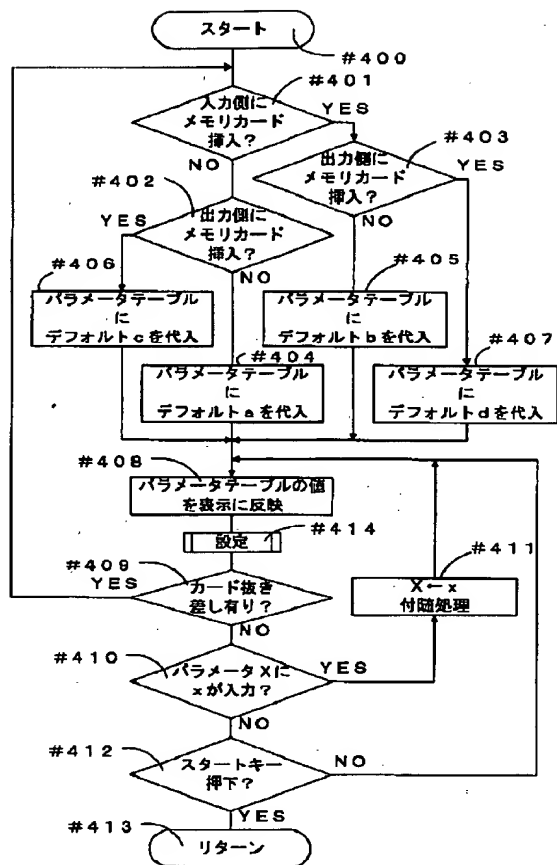 スタート
#400
#401
入力側に
メモリカード
挿入?
YES
NO
#403
出力側に
メモリカード
挿入?
YES
NO
#402
出力側に
メモリカード
挿入?
YES
NO
#406
パラメータテーブル
に
デフォルトcを代入
#405
パラメータテーブル
に
デフォルトbを代入
#404
パラメータテーブル
に
デフォルトaを代入
#407
パラメータテーブル
に
デフォルトdを代入
#408
パラメータテーブルの値
を表示に反映
#414
設定
#409
カード抜き
差し有り?
YES
NO
#411
X←x
付随処理
#410
パラメータXに
xが入力?
YES
NO
#412
スタートキー
押下?
NO
YES
#413
リターン